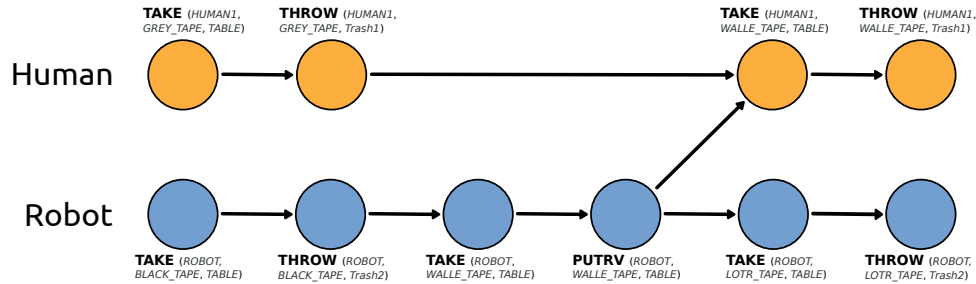 TAKE (HUMAN1,
GREY_TAPE, TABLE)
THROW (HUMAN1,
GREY_TAPE, Trash1)
TAKE (HUMAN1,
WALLE_TAPE, TABLE)
THROW (HUMAN1,
WALLE_TAPE, Trash1)
Human
Robot
TAKE (ROBOT,
BLACK_TAPE, TABLE)
THROW (ROBOT,
BLACK_TAPE, Trash2)
TAKE (ROBOT,
WALLE_TAPE, TABLE)
PUTRV (ROBOT,
WALLE_TAPE, TABLE)
TAKE (ROBOT,
LOTR_TAPE, TABLE)
THROW (ROBOT,
LOTR_TAPE, Trash2)